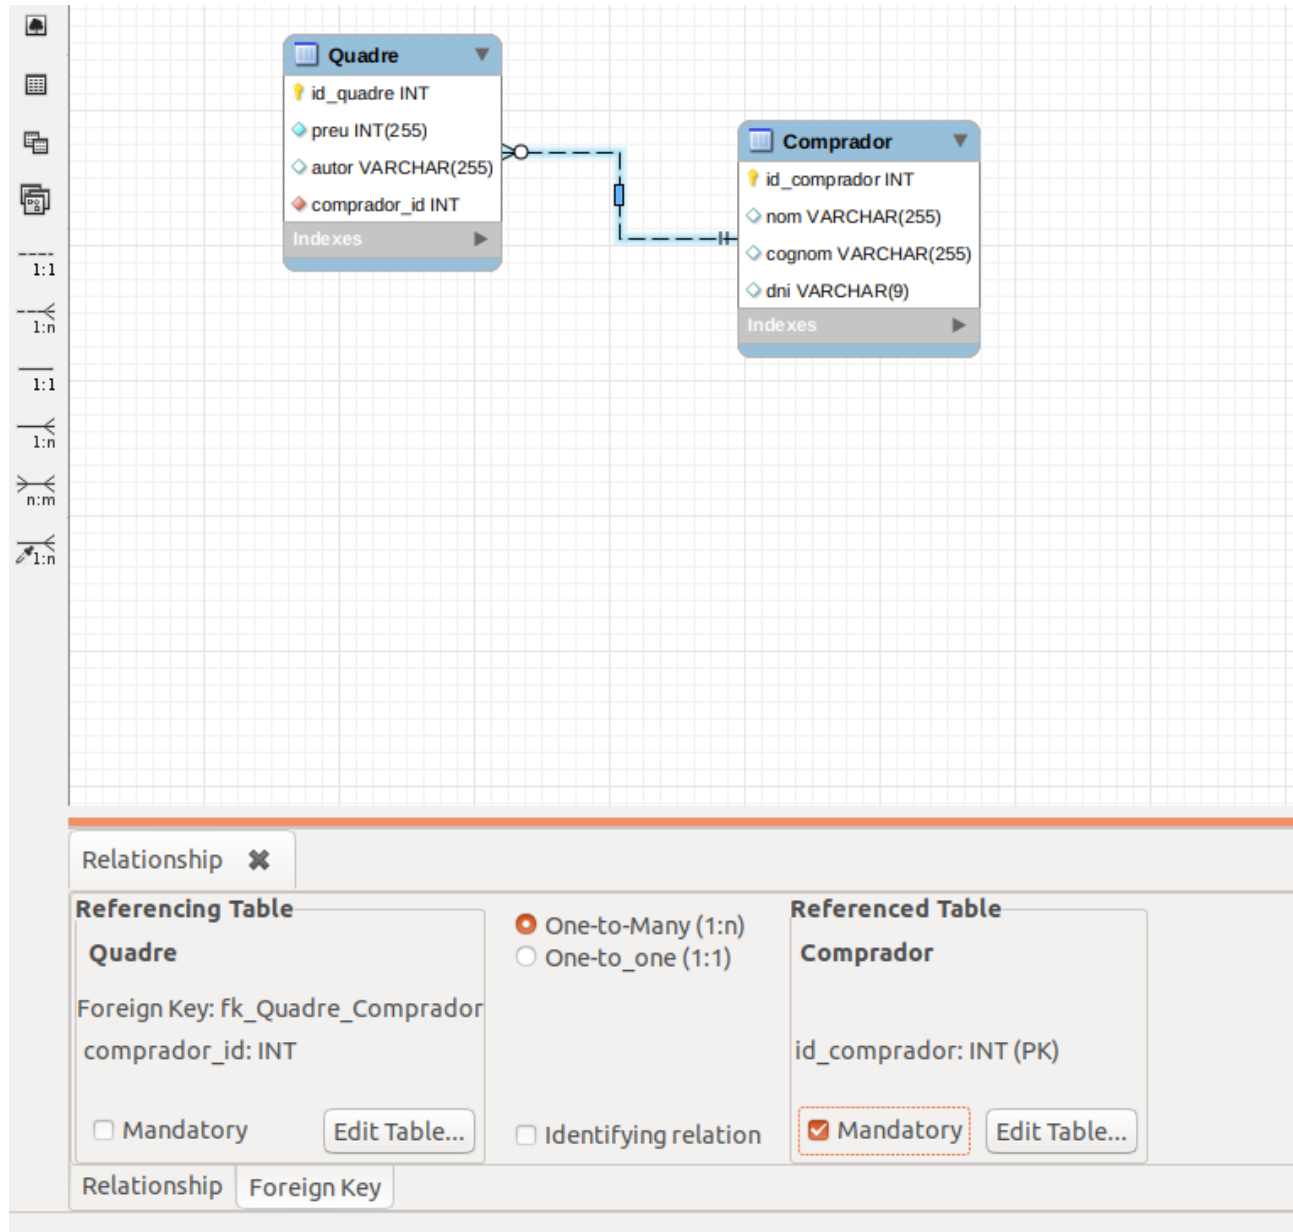 Quadre
id_quadre INT
preu INT(255)
autor VARCHAR(255)
comprador_id INT
Indexes
Comprador
id_comprador INT
nom VARCHAR(255)
cognom VARCHAR(255)
dni VARCHAR(9)
Indexes
1:1
1:n
1:1
1:n
n:m
1:n
Relationship
Referencing Table
Quadre
Foreign Key: fk_Quadre_Comprador
comprador_id: INT
Mandatory
Edit Table...
One-to-Many (1:n)
One-to_one (1:1)
Identifying relation
Referenced Table
Comprador
id_comprador: INT (PK)
Mandatory
Edit Table...
Relationship
Foreign Key